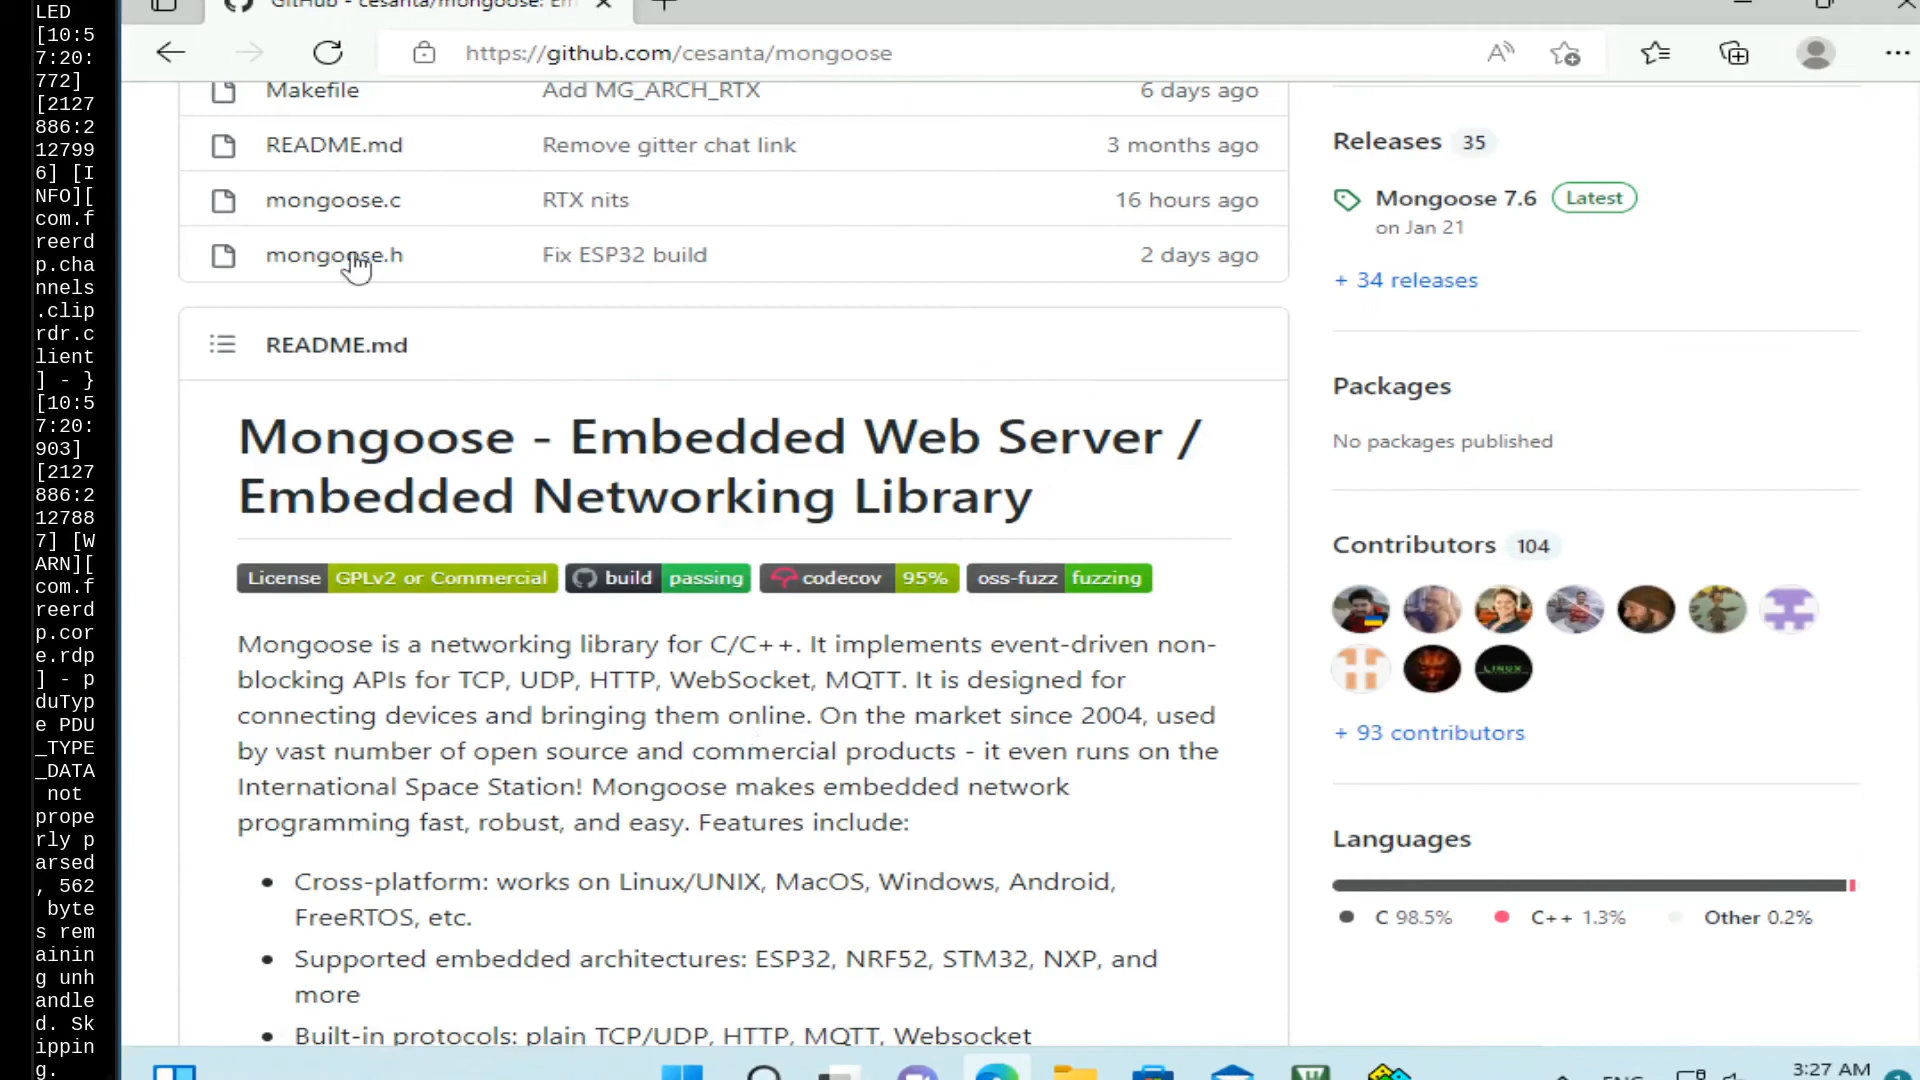 LED
[10:5
7:20:
772]
[2127
886:2
12799
6] [I
NFO][
com.f
reerd
p.cha
nnels
.clip
rdr.c
lient
] - }
[10:5
7:20:
903]
[2127
886:2
12788
7] [W
ARN][
com.f
reerd
p.cor
e.rdp
] - p
duTyp
e PDU
_TYPE
_DATA
not
prope
rly p
arsed
, 562
byte
s rem
ainin
g unh
andle
d. Sk
ippin
g.
GitHub - cesanta/mongoose: Em
https://github.com/cesanta/mongoose
Makefile Add MG_ARCH_RTX 6 days ago
README.md Remove gitter chat link 3 months ago
mongoose.c RTX nits 16 hours ago
mongoose.h Fix ESP32 build 2 days ago
README.md
Mongoose - Embedded Web Server /
Embedded Networking Library
License GPLv2 or Commercial build passing codecov 95% oss-fuzz fuzzing
Mongoose is a networking library for C/C++. It implements event-driven non-
blocking APIs for TCP, UDP, HTTP, WebSocket, MQTT. It is designed for
connecting devices and bringing them online. On the market since 2004, used
by vast number of open source and commercial products - it even runs on the
International Space Station! Mongoose makes embedded network
programming fast, robust, and easy. Features include:
• Cross-platform: works on Linux/UNIX, MacOS, Windows, Android,
FreeRTOS, etc.
• Supported embedded architectures: ESP32, NRF52, STM32, NXP, and
more
• Built-in protocols: plain TCP/UDP, HTTP, MQTT, Websocket
Releases 35
Mongoose 7.6 Latest
on Jan 21
+ 34 releases
Packages
No packages published
Contributors 104
LINUX
+ 93 contributors
Languages
C 98.5% C++ 1.3% Other 0.2%
ENG
3:27 AM